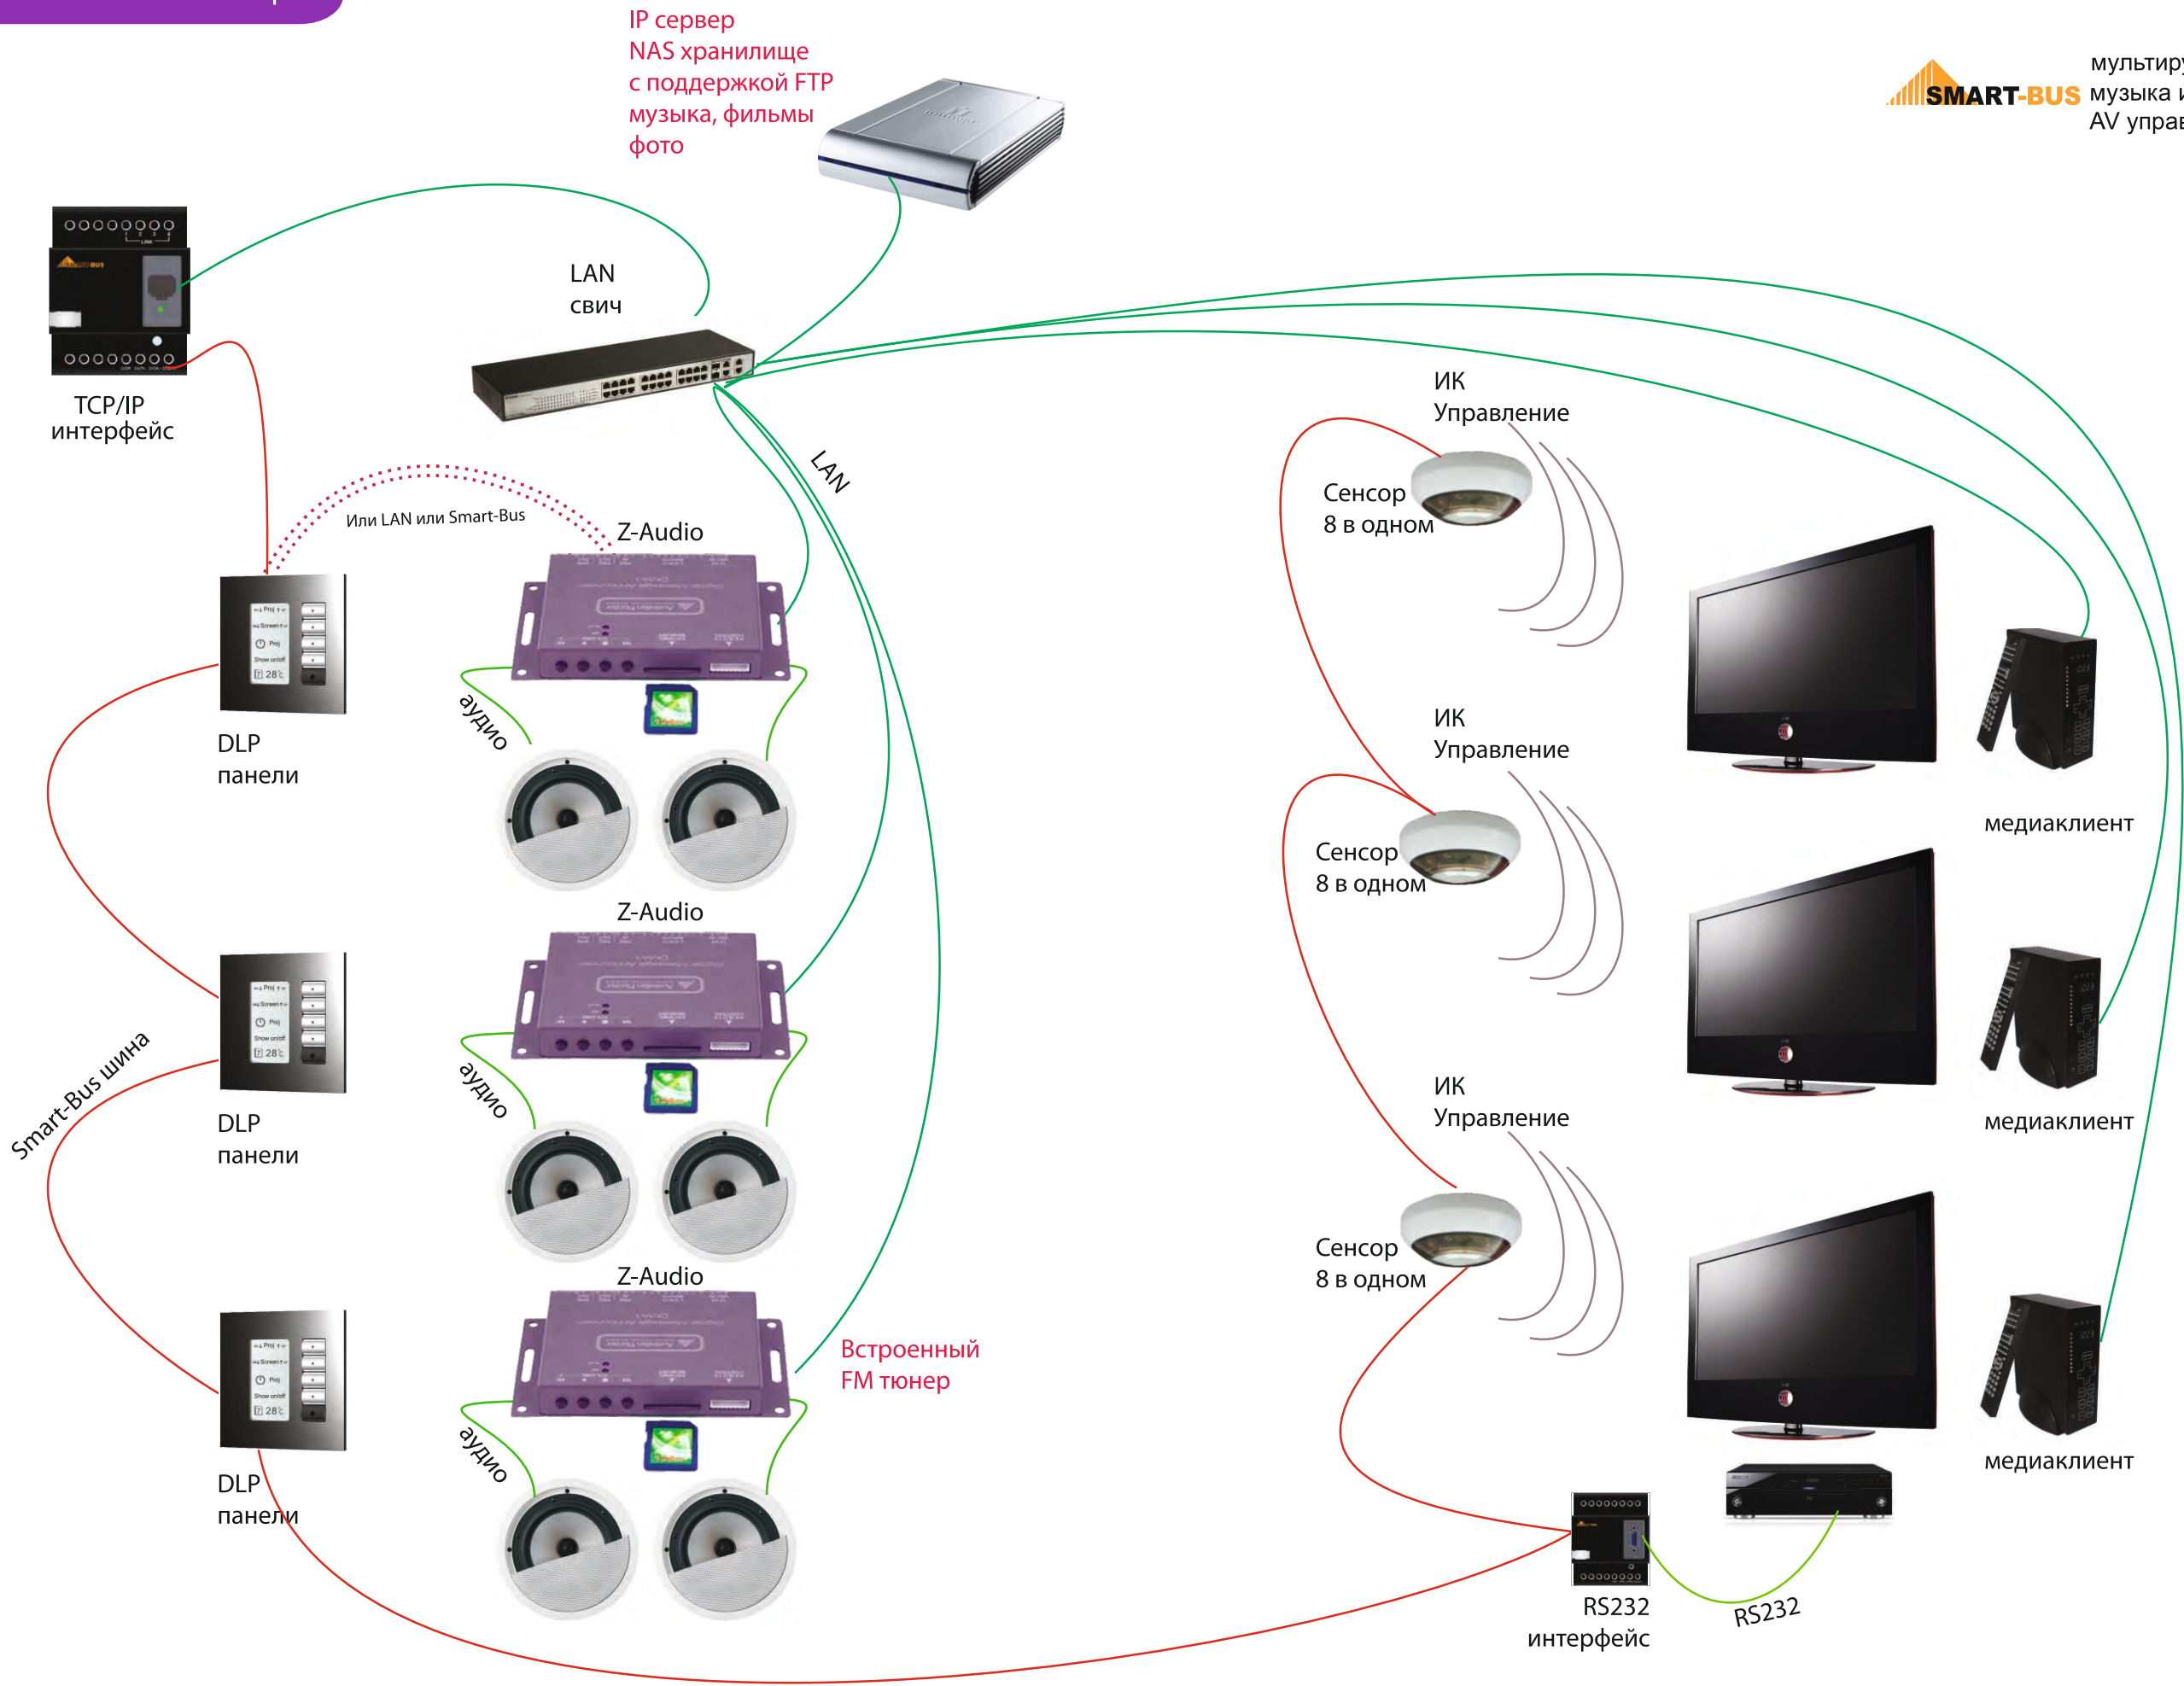 IP сервер
NAS хранилище
с поддержкой FTP
музыка, фильмы
фото
SMART-BUS
музыка и
AV
LAN
свич
TCP/IP
интерфейс
Или LAN или Smart-Bus
LAN
Z-Audio
DLP
панели
аудио
Z-Audio
DLP
панели
аудио
Smart-Bus шина
Z-Audio
DLP
панели
аудио
Встроенный
FM тюнер
ИК
Управление
Сенсор
8 в одном
медиаклиент
ИК
Управление
Сенсор
8 в одном
медиаклиент
ИК
Управление
Сенсор
8 в одном
медиаклиент
RS232
интерфейс
RS232